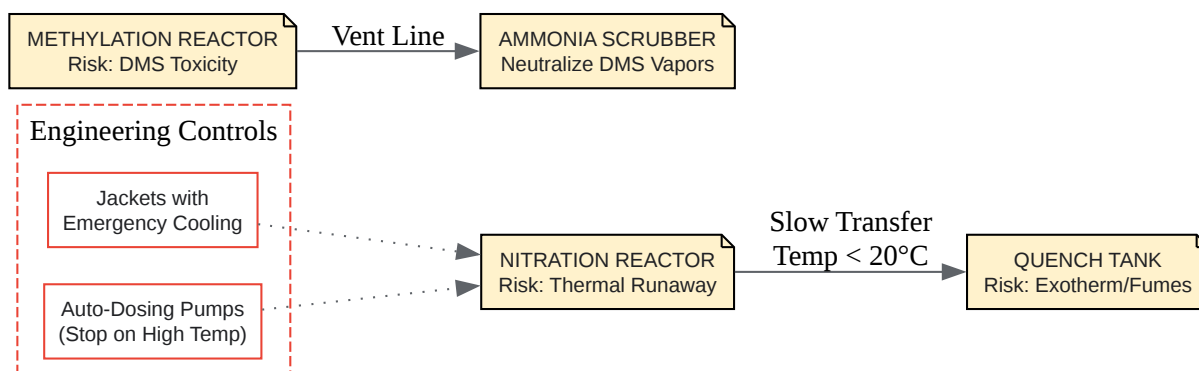 METHYLATION REACTOR
Risk: DMS Toxicity
Vent Line
AMMONIA SCRUBBER
Neutralize DMS Vapors
Engineering Controls
Jackets with
Emergency Cooling
Auto-Dosing Pumps
(Stop on High Temp)
NITRATION REACTOR
Risk: Thermal Runaway
Slow Transfer
Temp < 20°C
QUENCH TANK
Risk: Exotherm/Fumes